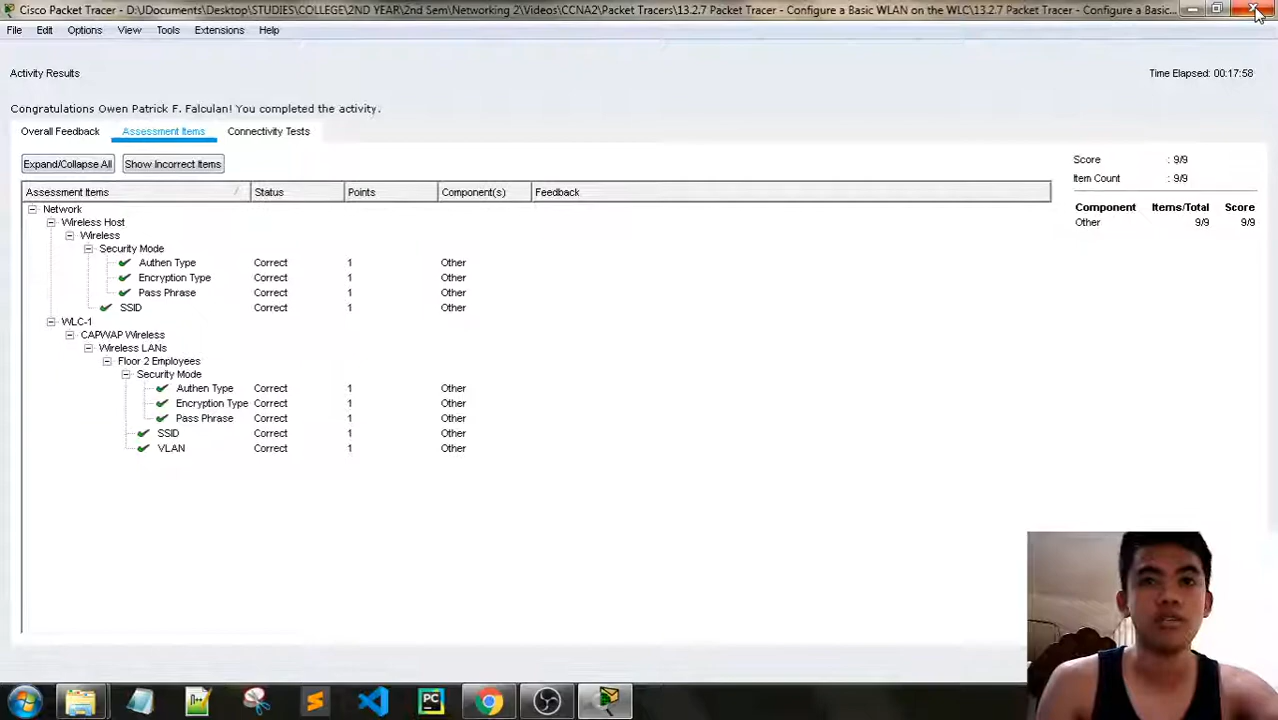 Cisco Packet Tracer - D:\JDocuments\Desktop\STUDIES\COLLEGE\2ND YEAR\2nd Sem\Networking 2\Videos\CCNA2\Packet Tracers\13.2.7 Packet Tracer - Configure a Basic WLAN on the WLC\13.2.7 Packet Tracer - Configure a Basic...
File Edit Options View Tools Extensions Help
Activity Results
Time Elapsed: 00:17:58
Congratulations Owen Patrick F. Falculan! You completed the activity.
Overall Feedback Assessment Items Connectivity Tests
Expand/Collapse All Show Incorrect Items
Score : 9/9
Item Count : 9/9
Assessment Items Status Points Component(s) Feedback
Component Items/Total Score
Other 9/9 9/9
Network
Wireless Host
Wireless
Security Mode
Authen Type Correct 1 Other
Encryption Type Correct 1 Other
Pass Phrase Correct 1 Other
SSID Correct 1 Other
WLC-1
CAPWAP Wireless
Wireless LANs
Floor 2 Employees
Security Mode
Authen Type Correct 1 Other
Encryption Type Correct 1 Other
Pass Phrase Correct 1 Other
SSID Correct 1 Other
VLAN Correct 1 Other
PC